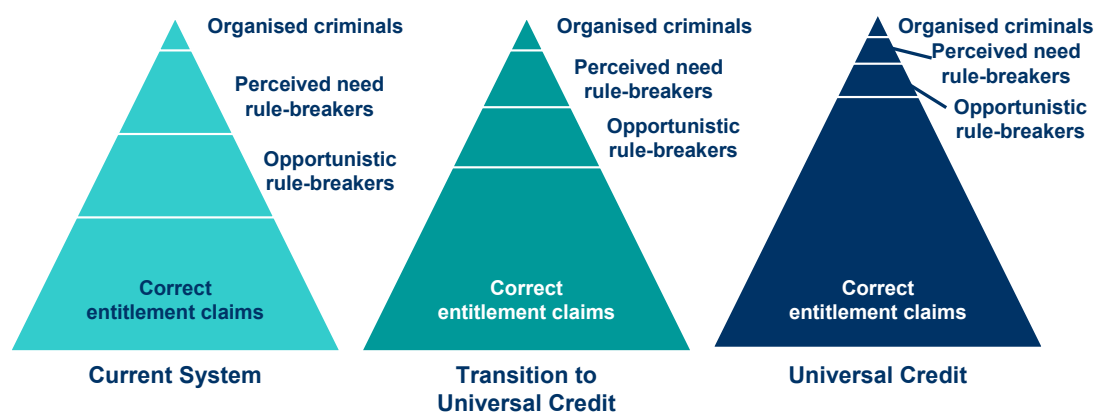 Organised criminals
Perceived need
rule-breakers
Opportunistic
rule-breakers
Correct
entitlement claims
Current System
Organised criminals
Perceived need
rule-breakers
Opportunistic
rule-breakers
Correct
entitlement claims
Transition to
Universal Credit
Organised criminals
Perceived need
rule-breakers
Opportunistic
rule-breakers
Correct
entitlement claims
Universal Credit